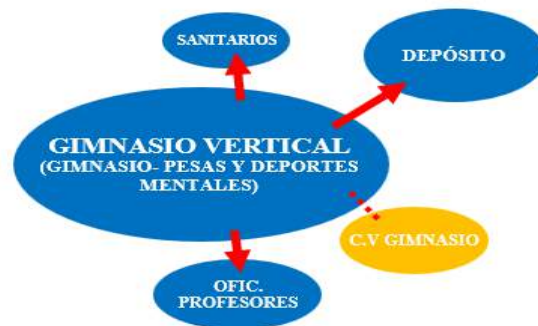 SANITARIOS
DEPÓSITO
GIMNASIO VERTICAL
(GIMNASIO- PESAS Y DEPORTES
MENTALES)
C.V GIMNASIO
OFIC.
PROFESORES